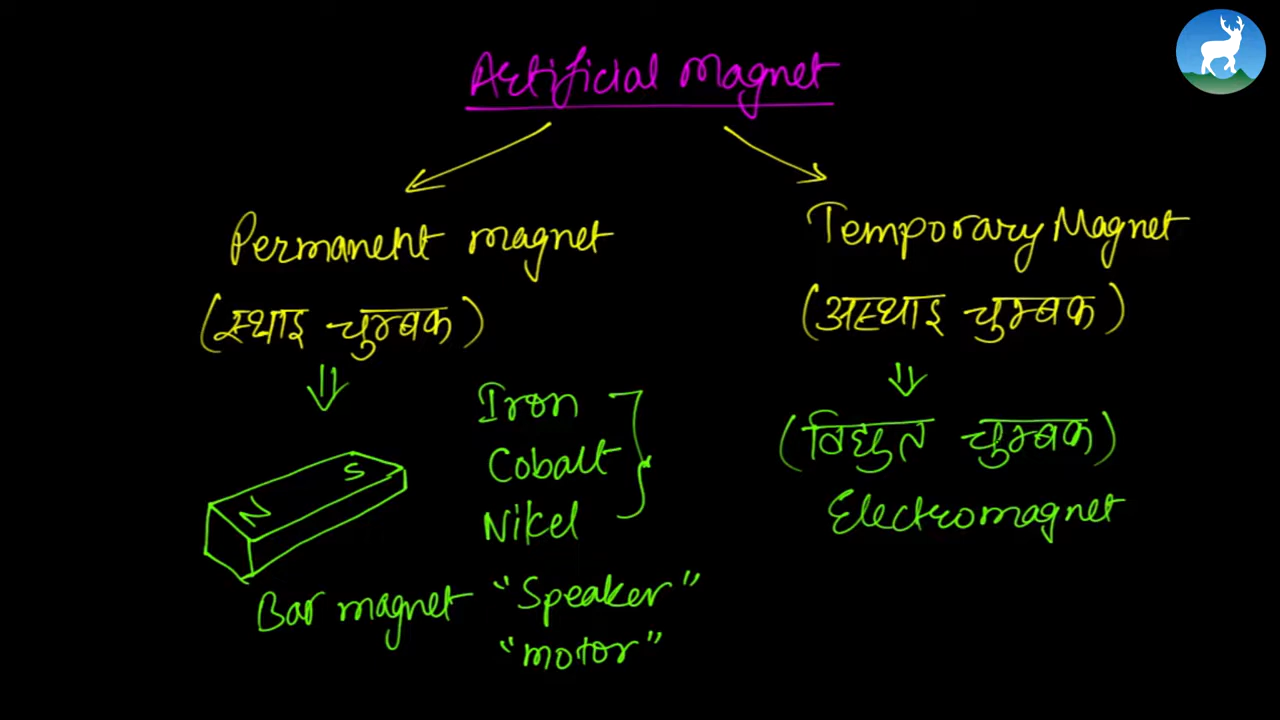 Artificial Magnet
Permanent magnet
(स्थाइ चुम्बक)
Iron
Cobalt
Nikel
N
S
Bar magnet
"Speaker"
"motor"
Temporary Magnet
(अस्थाइ चुम्बक)
(विद्युत चुम्बक)
Electromagnet